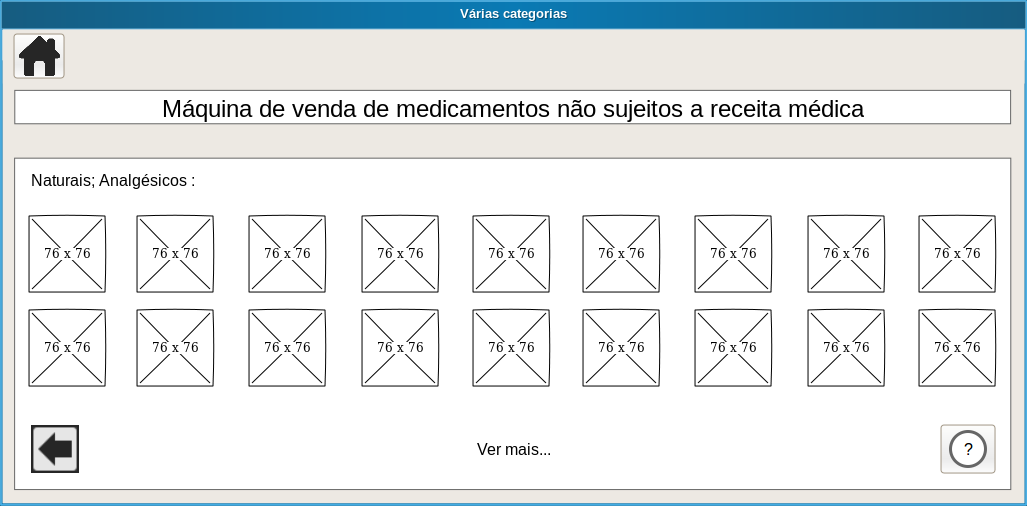 Várias categorias
Máquina de venda de medicamentos não sujeitos a receita médica
Naturais; Analgésicos :
76 x 76 76 x 76 76 x 76 76 x 76 76 x 76 76 x 76 76 x 76 76 x 76 76 x 76
76 x 76 76 x 76 76 x 76 76 x 76 76 x 76 76 x 76 76 x 76 76 x 76 76 x 76
Ver mais... ?